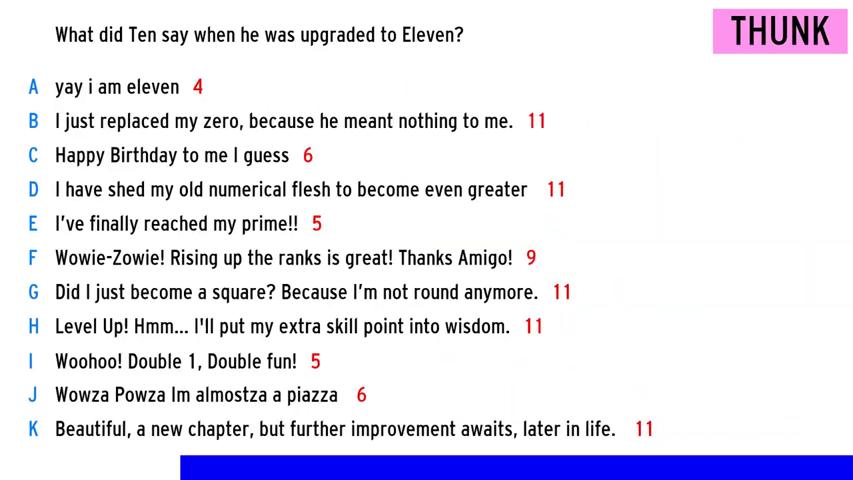 What did Ten say when he was upgraded to Eleven?
THUNK
A yay i am eleven 4
B I just replaced my zero, because he meant nothing to me. 11
C Happy Birthday to me I guess 6
D I have shed my old numerical flesh to become even greater 11
E I've finally reached my prime!! 5
F Wowie-Zowie! Rising up the ranks is great! Thanks Amigo! 9
G Did I just become a square? Because I'm not round anymore. 11
H Level Up! Hmm... I'll put my extra skill point into wisdom. 11
I Woohoo! Double 1, Double fun! 5
J Wowza Powza Im almostza a piazza 6
K Beautiful, a new chapter, but further improvement awaits, later in life. 11